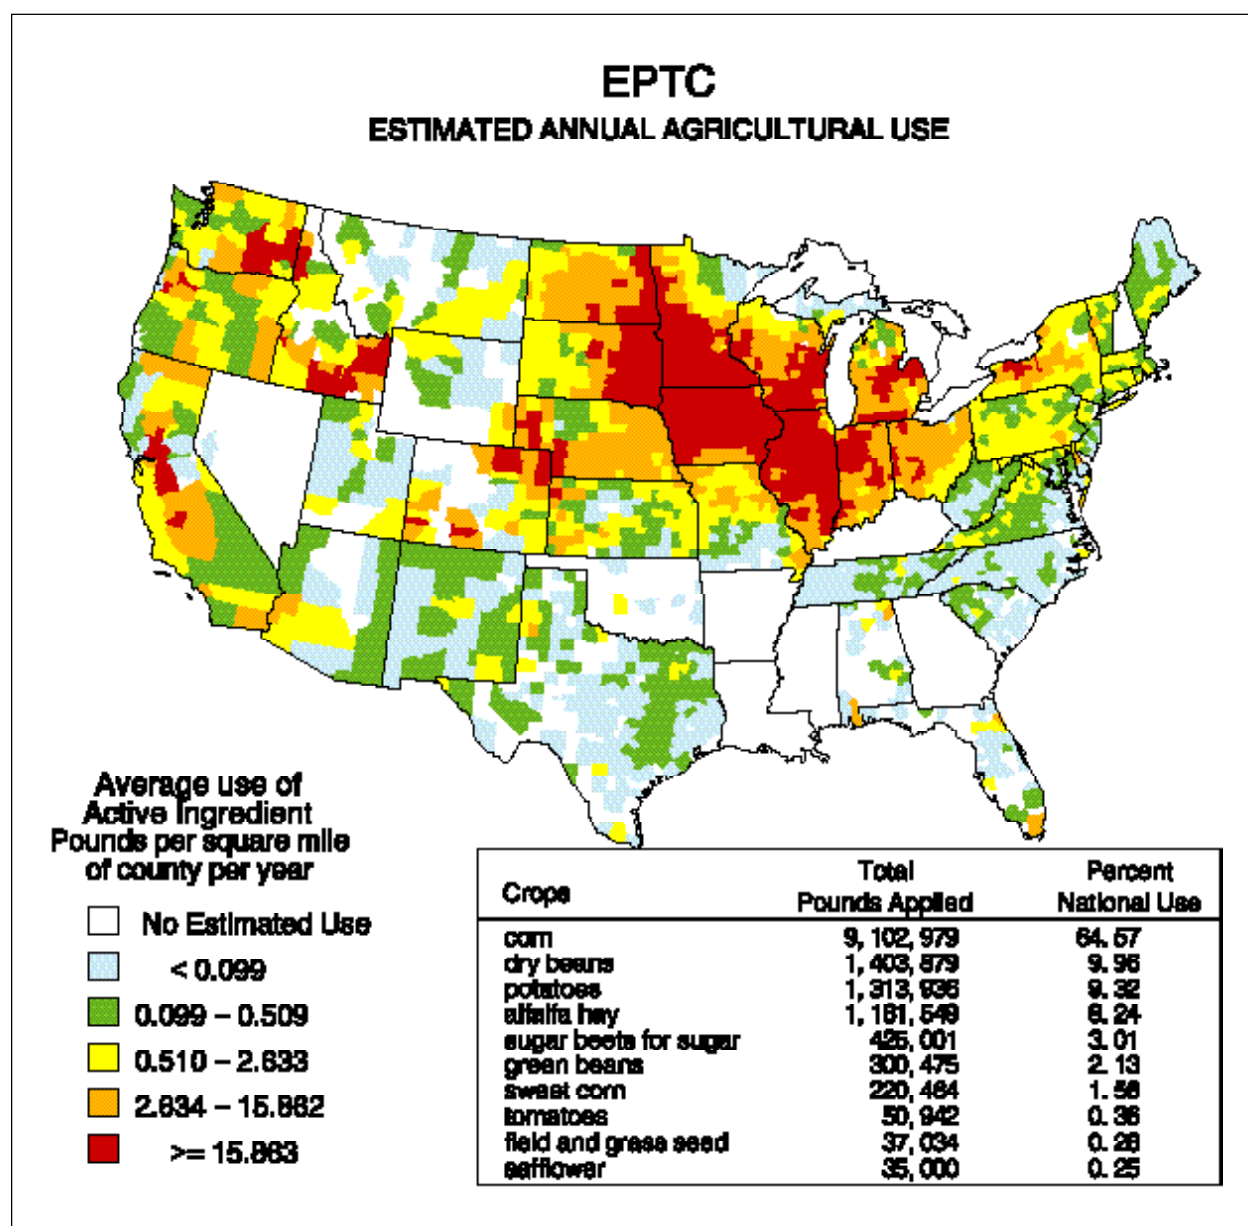 EPTC
ESTIMATED ANNUAL AGRICULTURAL USE
Average use of
Active Ingredient
Pounds per square mile
of county per year
No Estimated Use
< 0.099
0.099 – 0.509
0.510 – 2.633
2.634 – 15.862
>= 15.863
Crops Total Pounds Applied Percent National Use
corn 9,102,979 64.57
dry beans 1,403,879 9.96
potatoes 1,313,936 9.32
alfalfa hay 1,161,549 8.24
sugar beets for sugar 425,001 3.01
green beans 300,475 2.13
sweet corn 220,464 1.56
tomatoes 50,942 0.36
field and grass seed 37,034 0.26
safflower 35,000 0.25